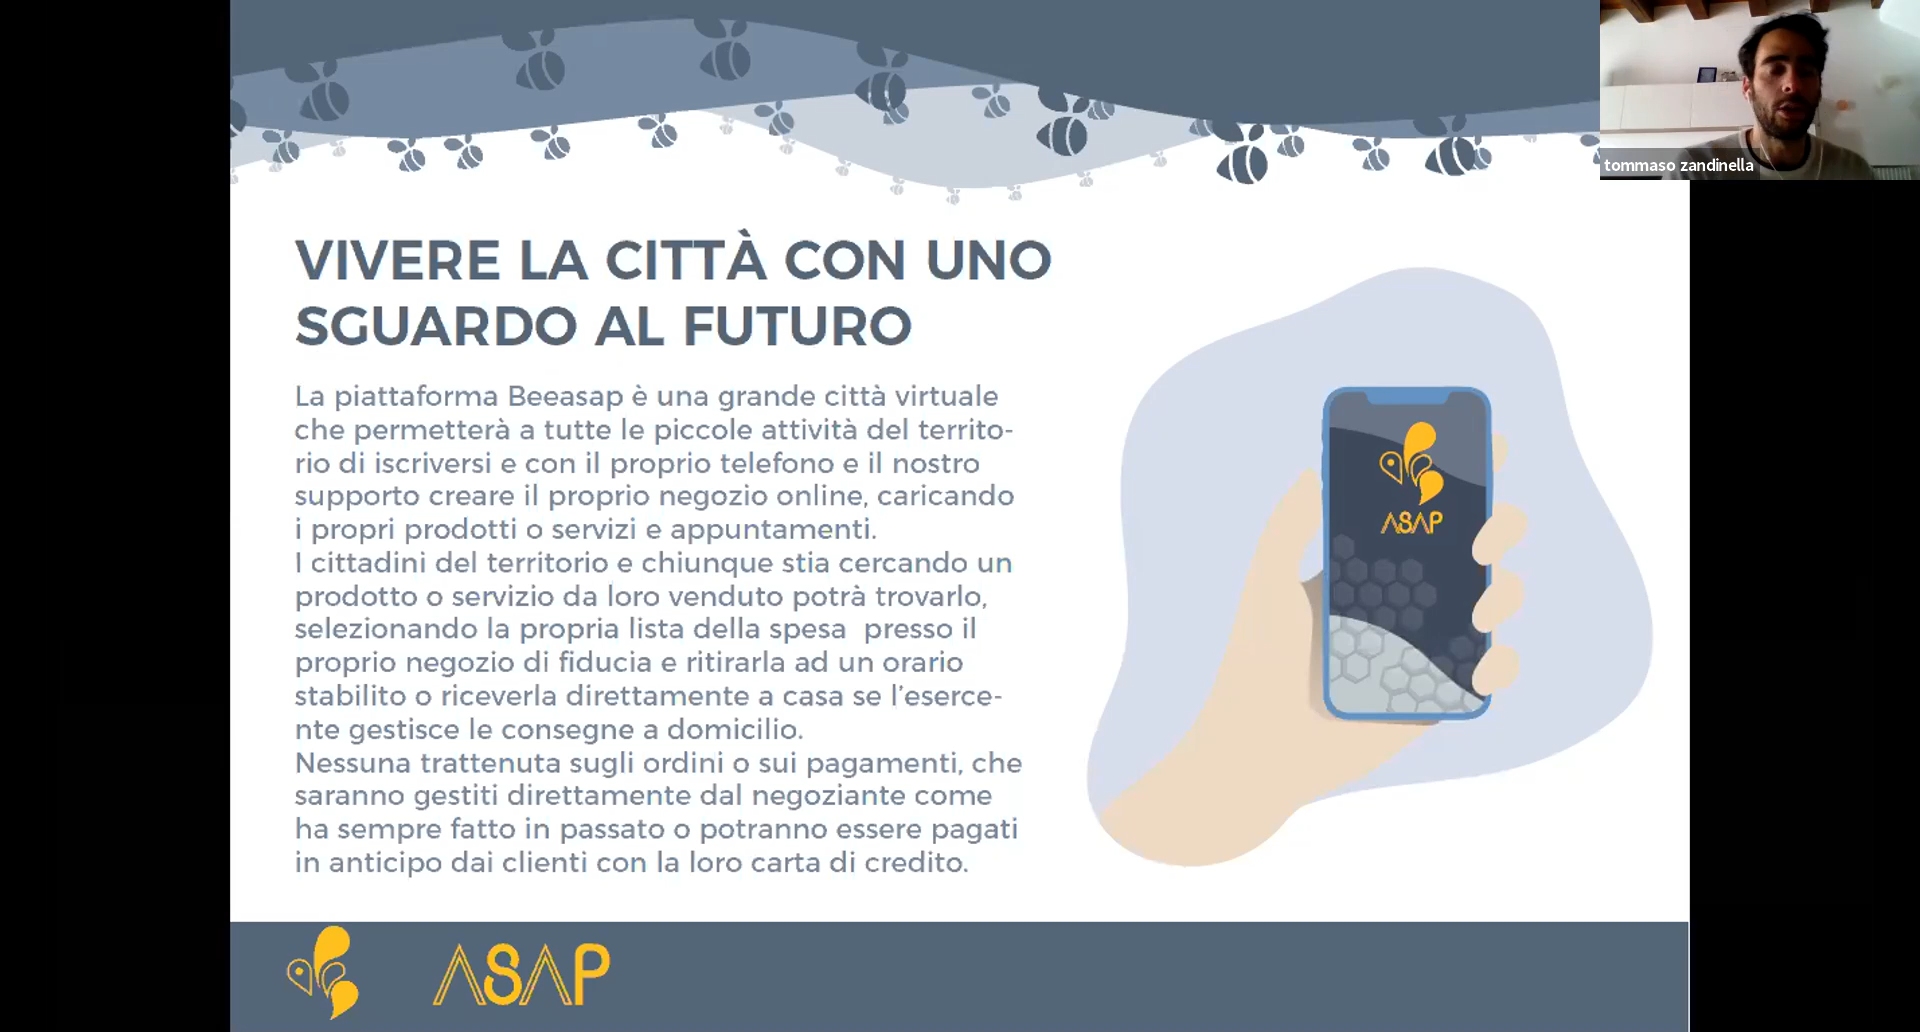 tommaso zandinella
VIVERE LA CITTÀ CON UNO
SGUARDO AL FUTURO
La piattaforma Beeasap è una grande città virtuale
che permetterà a tutte le piccole attività del territo-
rio di iscriversi e con il proprio telefono e il nostro
supporto creare il proprio negozio online, caricando
i propri prodotti o servizi e appuntamenti.
I cittadini del territorio e chiunque stia cercando un
prodotto o servizio da loro venduto potrà trovarlo,
selezionando la propria lista della spesa  presso il
proprio negozio di fiducia e ritirarla ad un orario
stabilito o riceverla direttamente a casa se l’eserce-
nte gestisce le consegne a domicilio.
Nessuna trattenuta sugli ordini o sui pagamenti, che
saranno gestiti direttamente dal negoziante come
ha sempre fatto in passato o potranno essere pagati
in anticipo dai clienti con la loro carta di credito.
ASAP
ASAP